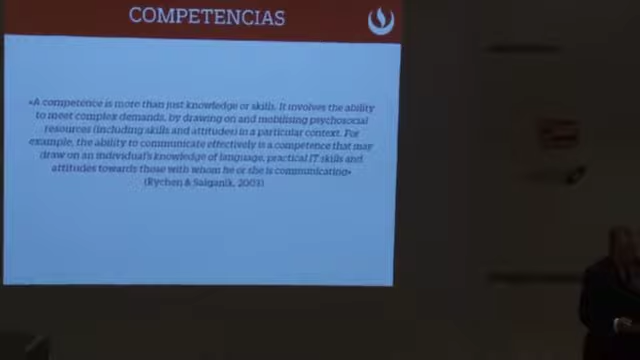 COMPETENCIAS
«A competence is more than just knowledge or skills. It involves the ability
to meet complex demands, by drawing on and mobilising psychosocial
resources (including skills and attitudes) in a particular context. For
example, the ability to communicate effectively is a competence that may
draw on an individual's knowledge of language, practical IT skills and
attitudes towards those with whom he or she is communicating»
(Rychen & Salganik, 2003)